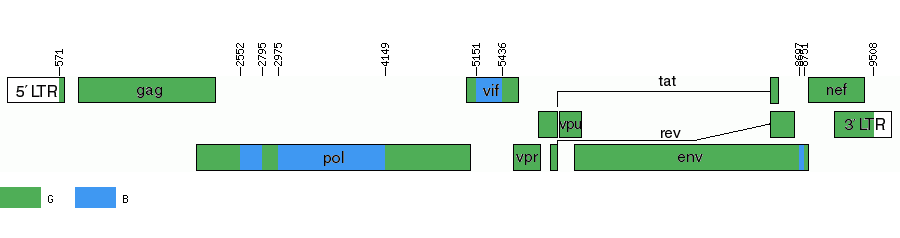 571
2552
2795
2975
4149
5151
5436
8697
8751
9508
5′ LTR
gag
vif
tat
nef
vpu
rev
3′ LTR
pol
vpr
env
G
B